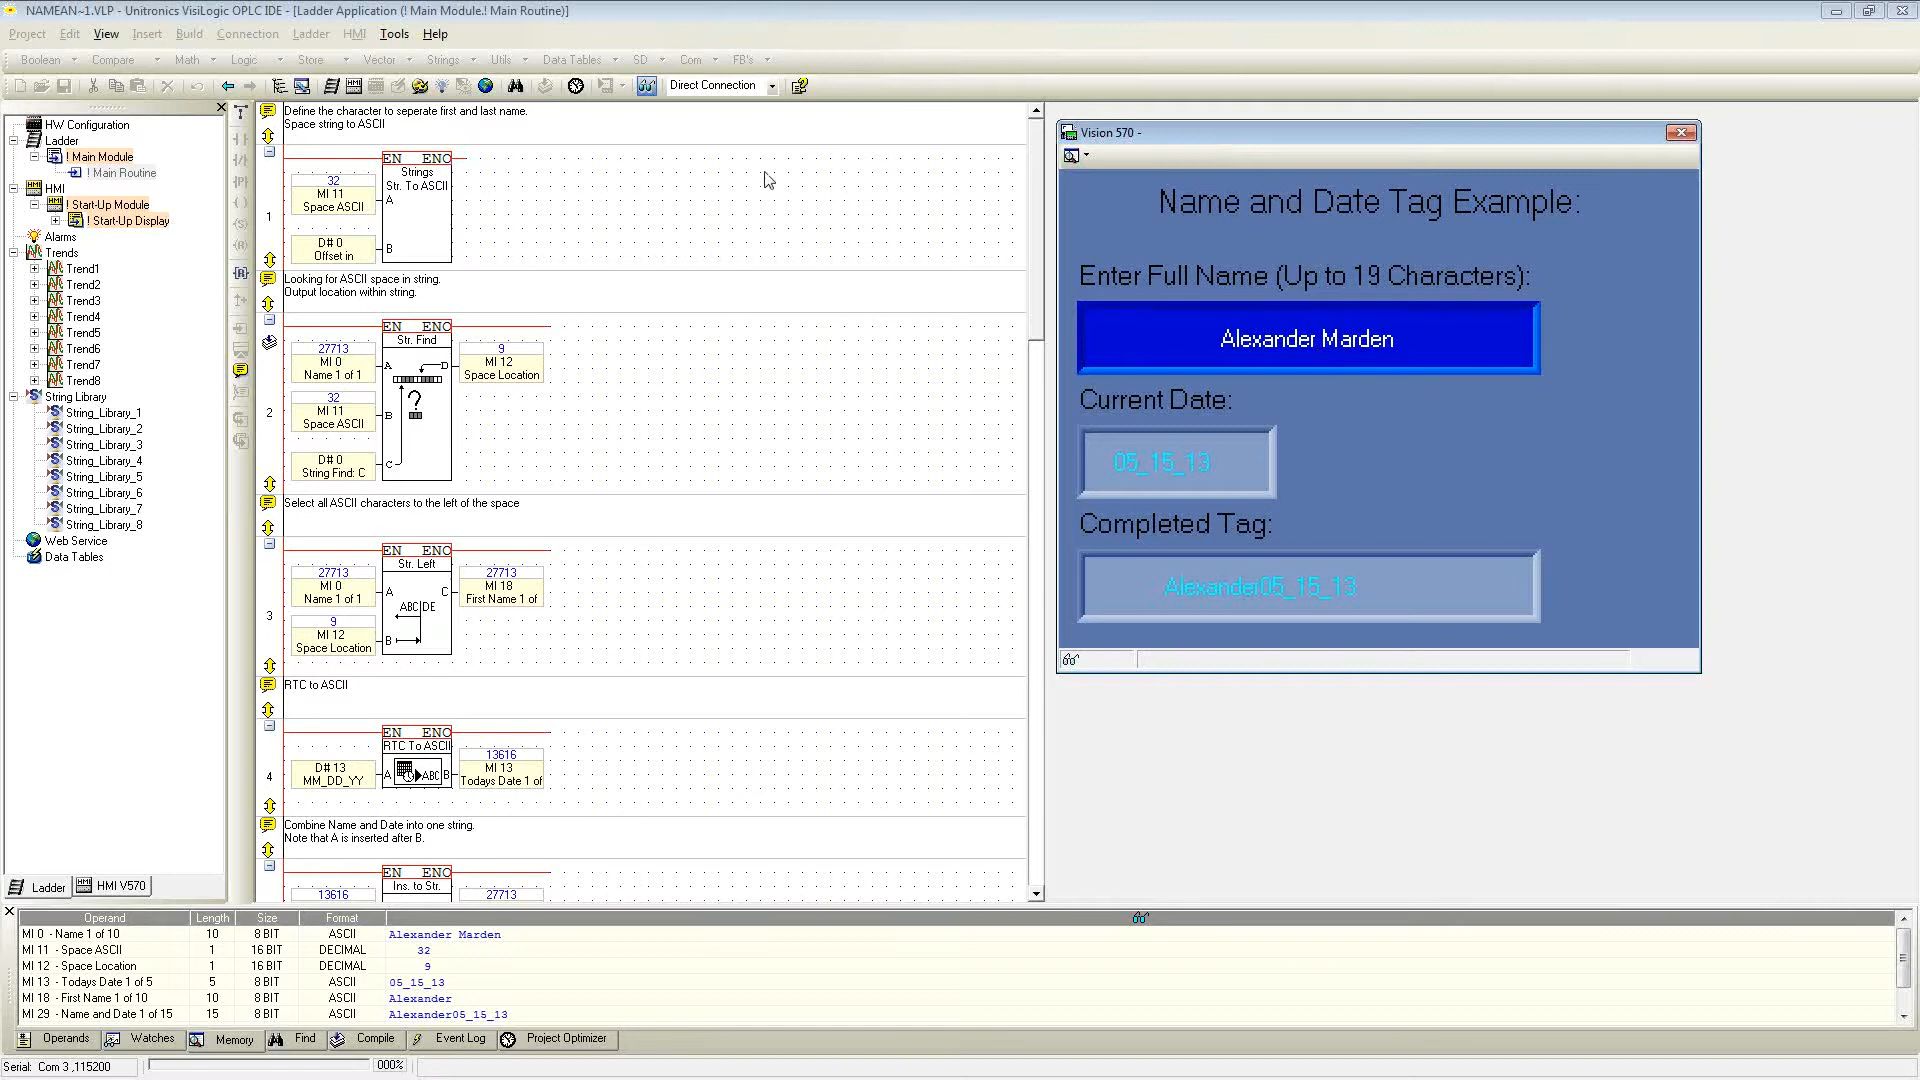 NAMEAN~1.VLP - Unitronics VisiLogic OPLC IDE - [Ladder Application (! Main Module.! Main Routine)]
Project Edit View Insert Build Connection Ladder HMI Tools Help
Boolean Compare Math Logic Store Vector Strings Utils Data Tables SD Com FB's
Direct Connection
HW Configuration
Ladder
! Main Module
! Main Routine
HMI
! Start-Up Module
! Start-Up Display
Alarms
Trends
Trend1
Trend2
Trend3
Trend4
Trend5
Trend6
Trend7
Trend8
String Library
String_Library_1
String_Library_2
String_Library_3
String_Library_4
String_Library_5
String_Library_6
String_Library_7
String_Library_8
Web Service
Data Tables
Ladder
HMI V570
Define the character to seperate first and last name.
Space string to ASCII
EN ENO
Strings
Str. To ASCII
32
MI 11
Space ASCII
A
1
D# 0
Offset in
B
Looking for ASCII space in string.
Output location within string.
EN ENO
Str. Find
27713
MI 0
Name 1 of 1
A
D
9
MI 12
Space Location
32
MI 11
Space ASCII
B
2
D# 0
String Find: C
C
Select all ASCII characters to the left of the space
EN ENO
Str. Left
27713
MI 0
Name 1 of 1
A
C
27713
MI 18
First Name 1 of
ABC DE
3
9
MI 12
Space Location
B
RTC to ASCII
EN ENO
RTC To ASCII
4
D# 13
MM_DD_YY
A
ABC
B
13616
MI 13
Todays Date 1 of
Combine Name and Date into one string.
Note that A is inserted after B.
EN ENO
Ins. to Str.
13616
27713
Vision 570 -
Name and Date Tag Example:
Enter Full Name (Up to 19 Characters):
Alexander Marden
Current Date:
05_15_13
Completed Tag:
Alexander05_15_13
Operand Length Size Format
MI 0 - Name 1 of 10 10 8 BIT ASCII Alexander Marden
MI 11 - Space ASCII 1 16 BIT DECIMAL 32
MI 12 - Space Location 1 16 BIT DECIMAL 9
MI 13 - Todays Date 1 of 5 5 8 BIT ASCII 05_15_13
MI 18 - First Name 1 of 10 10 8 BIT ASCII Alexander
MI 29 - Name and Date 1 of 15 15 8 BIT ASCII Alexander05_15_13
Operands Watches Memory Find Compile Event Log Project Optimizer
Serial: Com 3 ,115200 000%